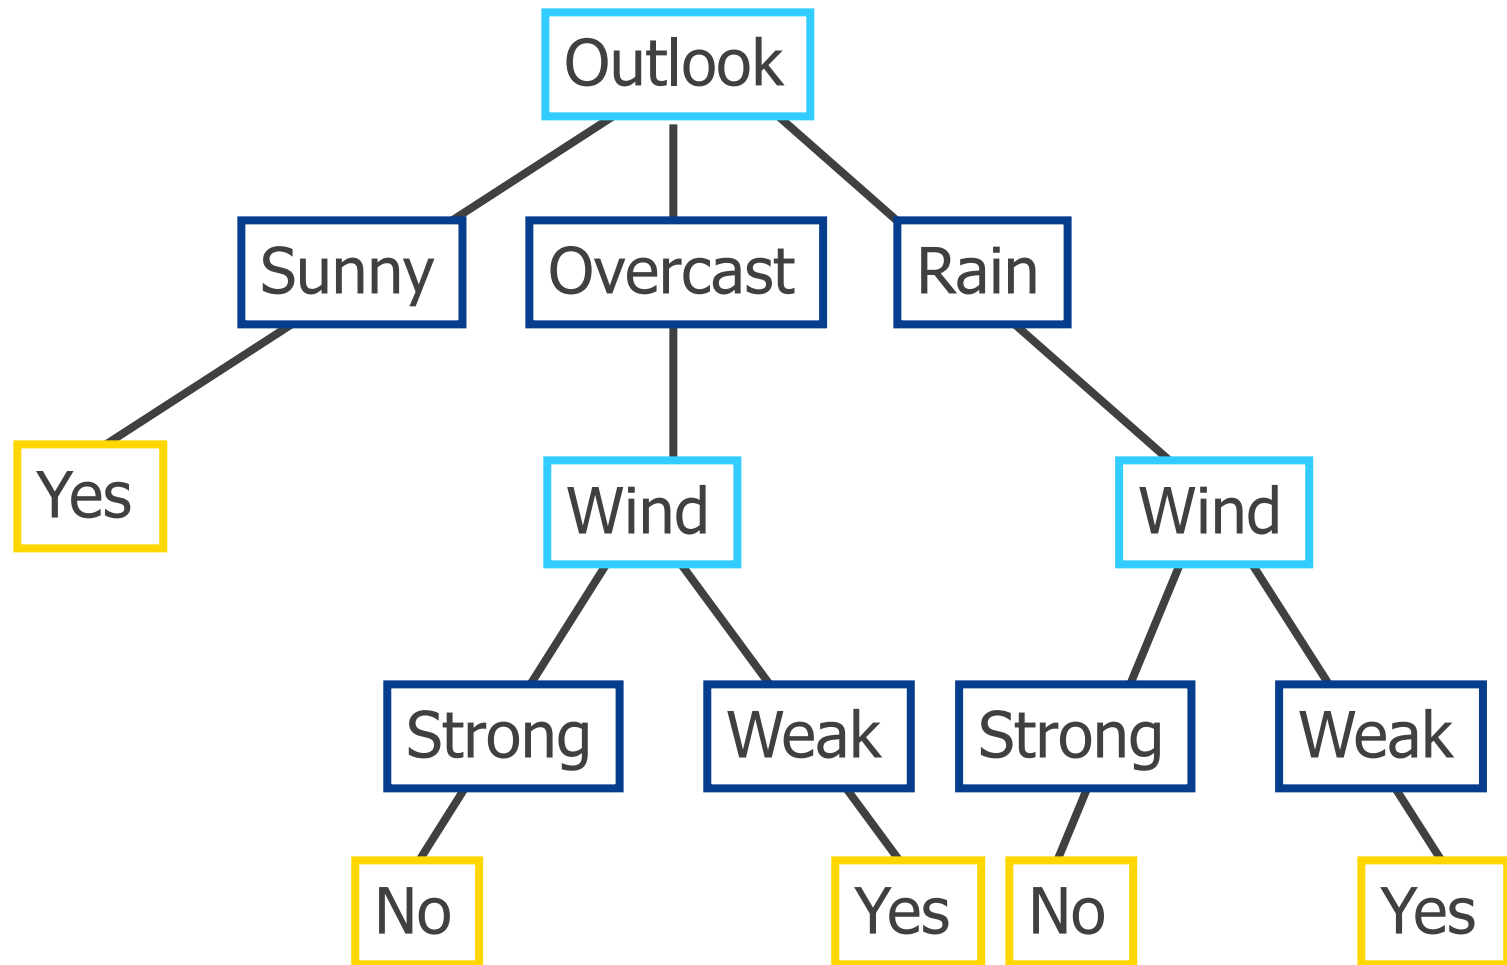 Outlook
Sunny
Overcast
Rain
Yes
Wind
Wind
Strong
Weak
Strong
Weak
No
Yes
No
Yes